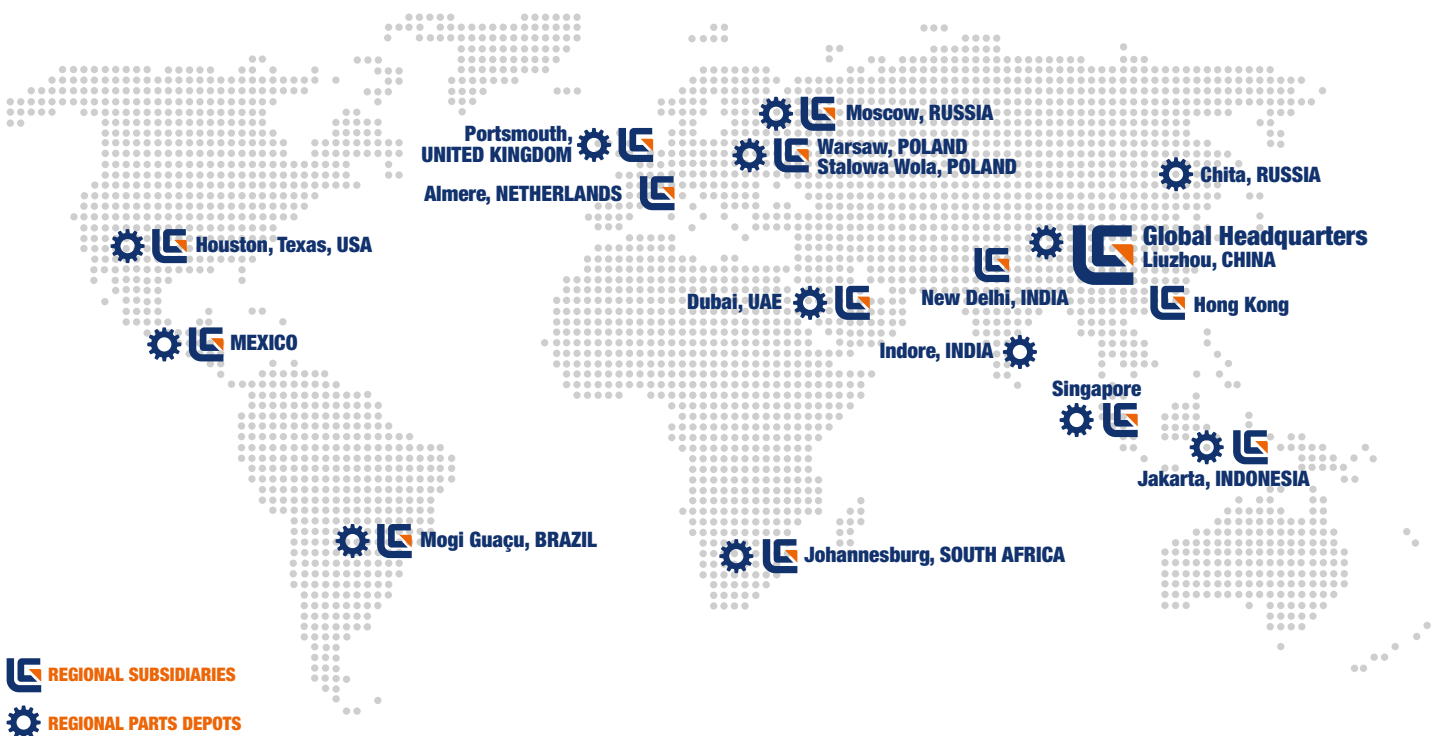 Moscow, RUSSIA
Portsmouth,
UNITED KINGDOM
Warsaw, POLAND
Stalowa Wola, POLAND
Almere, NETHERLANDS
Chita, RUSSIA
Houston, Texas, USA
Global Headquarters
Liuzhou, CHINA
New Delhi, INDIA
Dubai, UAE
Hong Kong
MEXICO
Indore, INDIA
Singapore
Jakarta, INDONESIA
Mogi Guaçu, BRAZIL
Johannesburg, SOUTH AFRICA
REGIONAL SUBSIDIARIES
REGIONAL PARTS DEPOTS